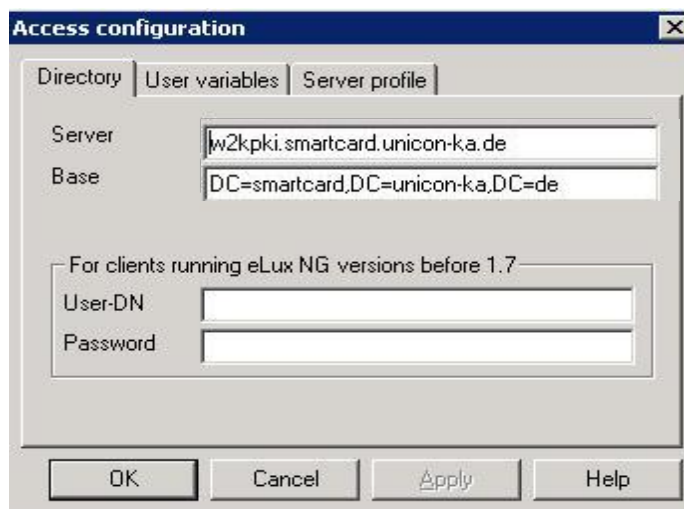 Access configuration
Directory User variables Server profile
Server w2kpki.smartcard.unicon-ka.de
Base DC=smartcard,DC=unicon-ka,DC=de
For clients running eLux NG versions before 1.7
User-DN
Password
OK Cancel Apply Help